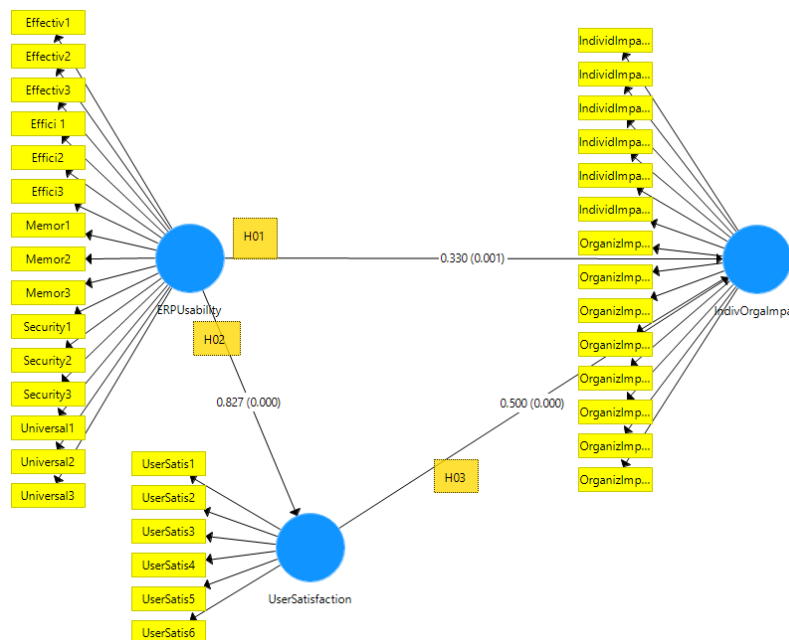 Effectiv1
Effectiv2
Effectiv3
Effici 1
Effici2
Effici3
Memor1
Memor2
Memor3
Security1
Security2
Security3
Universal1
Universal2
Universal3
ERPUsability
H01
0.330 (0.001)
H02
0.827 (0.000)
UserSatis1
UserSatis2
UserSatis3
UserSatis4
UserSatis5
UserSatis6
UserSatisfaction
H03
0.500 (0.000)
IndividImpa...
IndividImpa...
IndividImpa...
IndividImpa...
IndividImpa...
IndividImpa...
OrganizImp...
OrganizImp...
OrganizImp...
OrganizImp...
OrganizImp...
OrganizImp...
OrganizImp...
OrganizImp...
IndivOrgaImpa